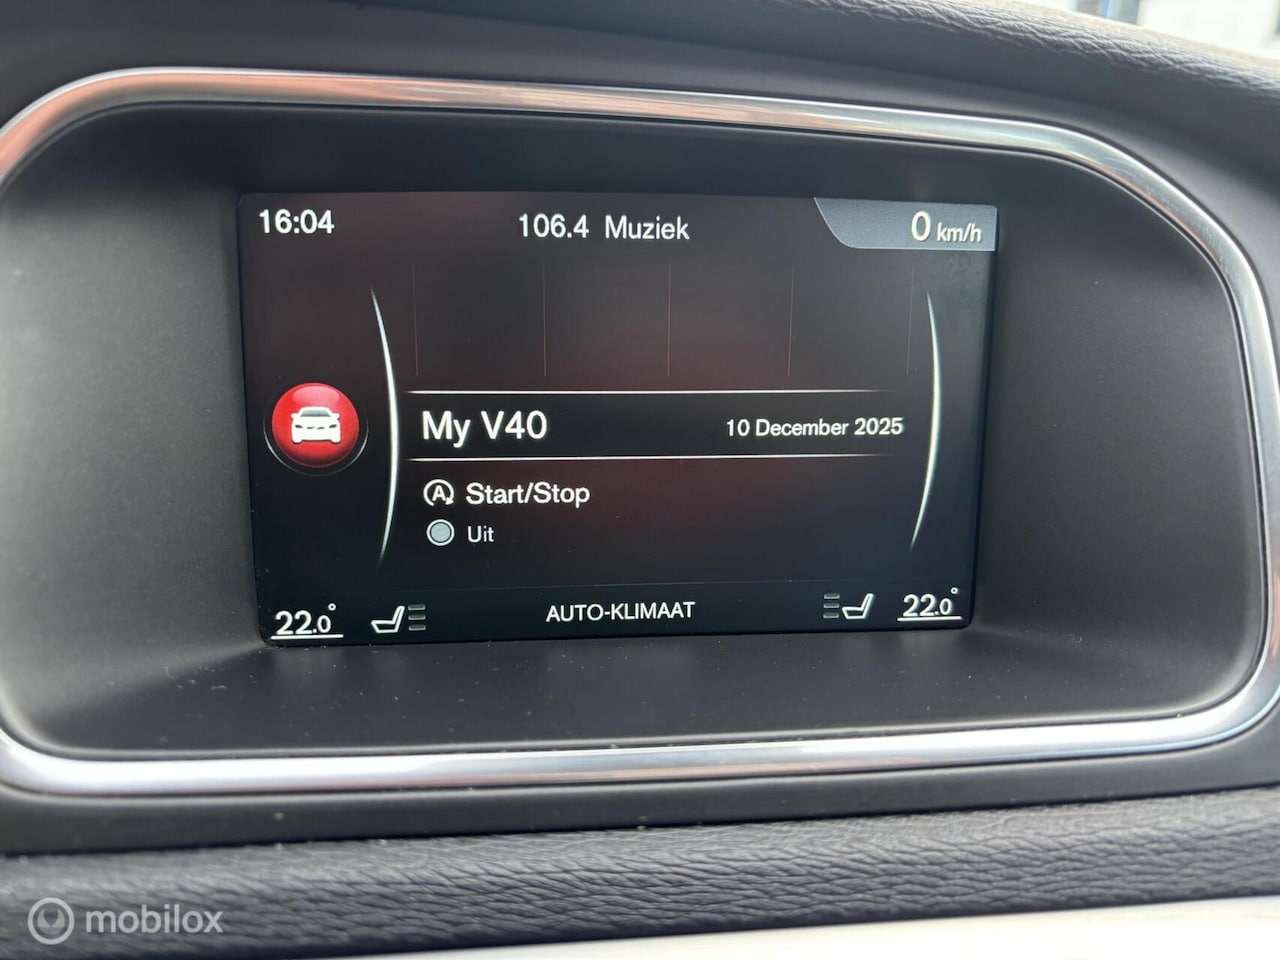 16:04
106.4 Muziek
0 km/h
My V40
10 December 2025
Start/Stop
Uit
22.0°
AUTO-KLIMAAT
22.0°
mobilox